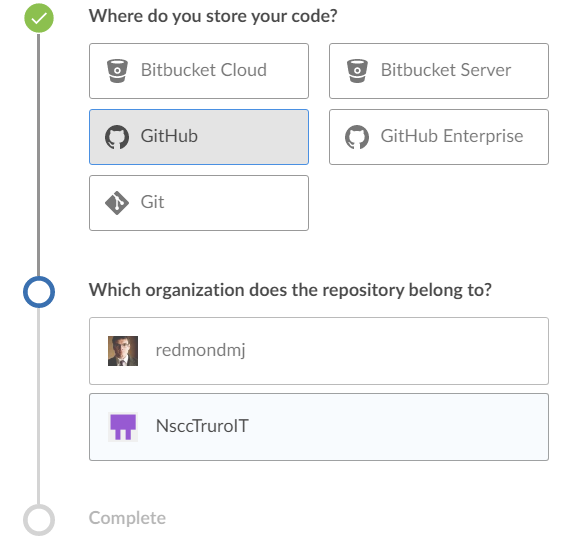 Where do you store your code?
Bitbucket Cloud
Bitbucket Server
GitHub
GitHub Enterprise
Git
Which organization does the repository belong to?
redmondmj
NsccTruroIT
Complete